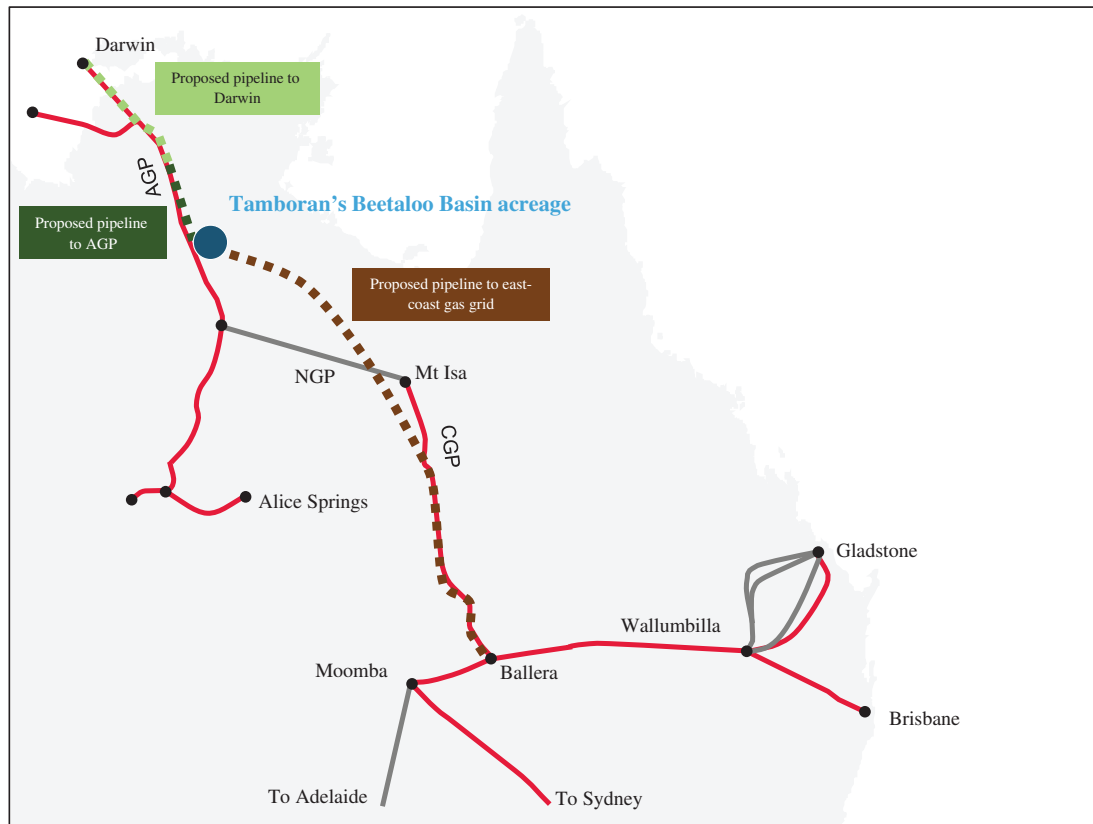 Darwin
Proposed pipeline to
Darwin
AGP
Tamboran's Beetaloo Basin acreage
Proposed pipeline
to AGP
Proposed pipeline to east-
coast gas grid
NGP
Mt Isa
CGP
Alice Springs
Gladstone
Wallumbilla
Moomba
Ballera
Brisbane
To Adelaide
To Sydney